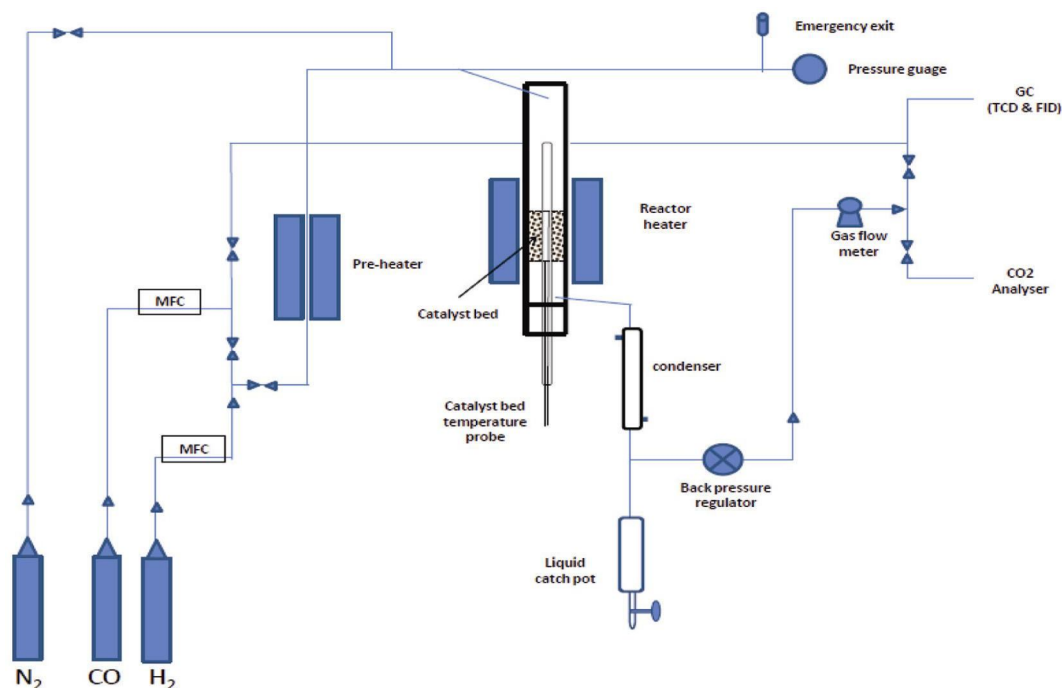 Emergency exit
Pressure guage
GC
(TCD & FID)
Reactor
heater
Gas flow
meter
Pre-heater
CO2
Analyser
MFC
Catalyst bed
condenser
Catalyst bed
temperature
probe
MFC
Back pressure
regulator
Liquid
catch pot
N₂ CO H₂